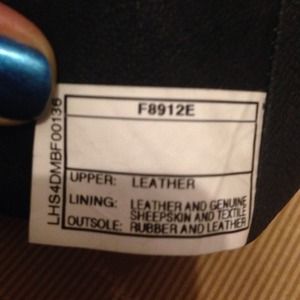 F8912E
LHS4DMBF00136
UPPER: LEATHER
LINING: LEATHER AND GENUINE
SHEEPSKIN AND TEXTILE
OUTSOLE: RUBBER AND LEATHER